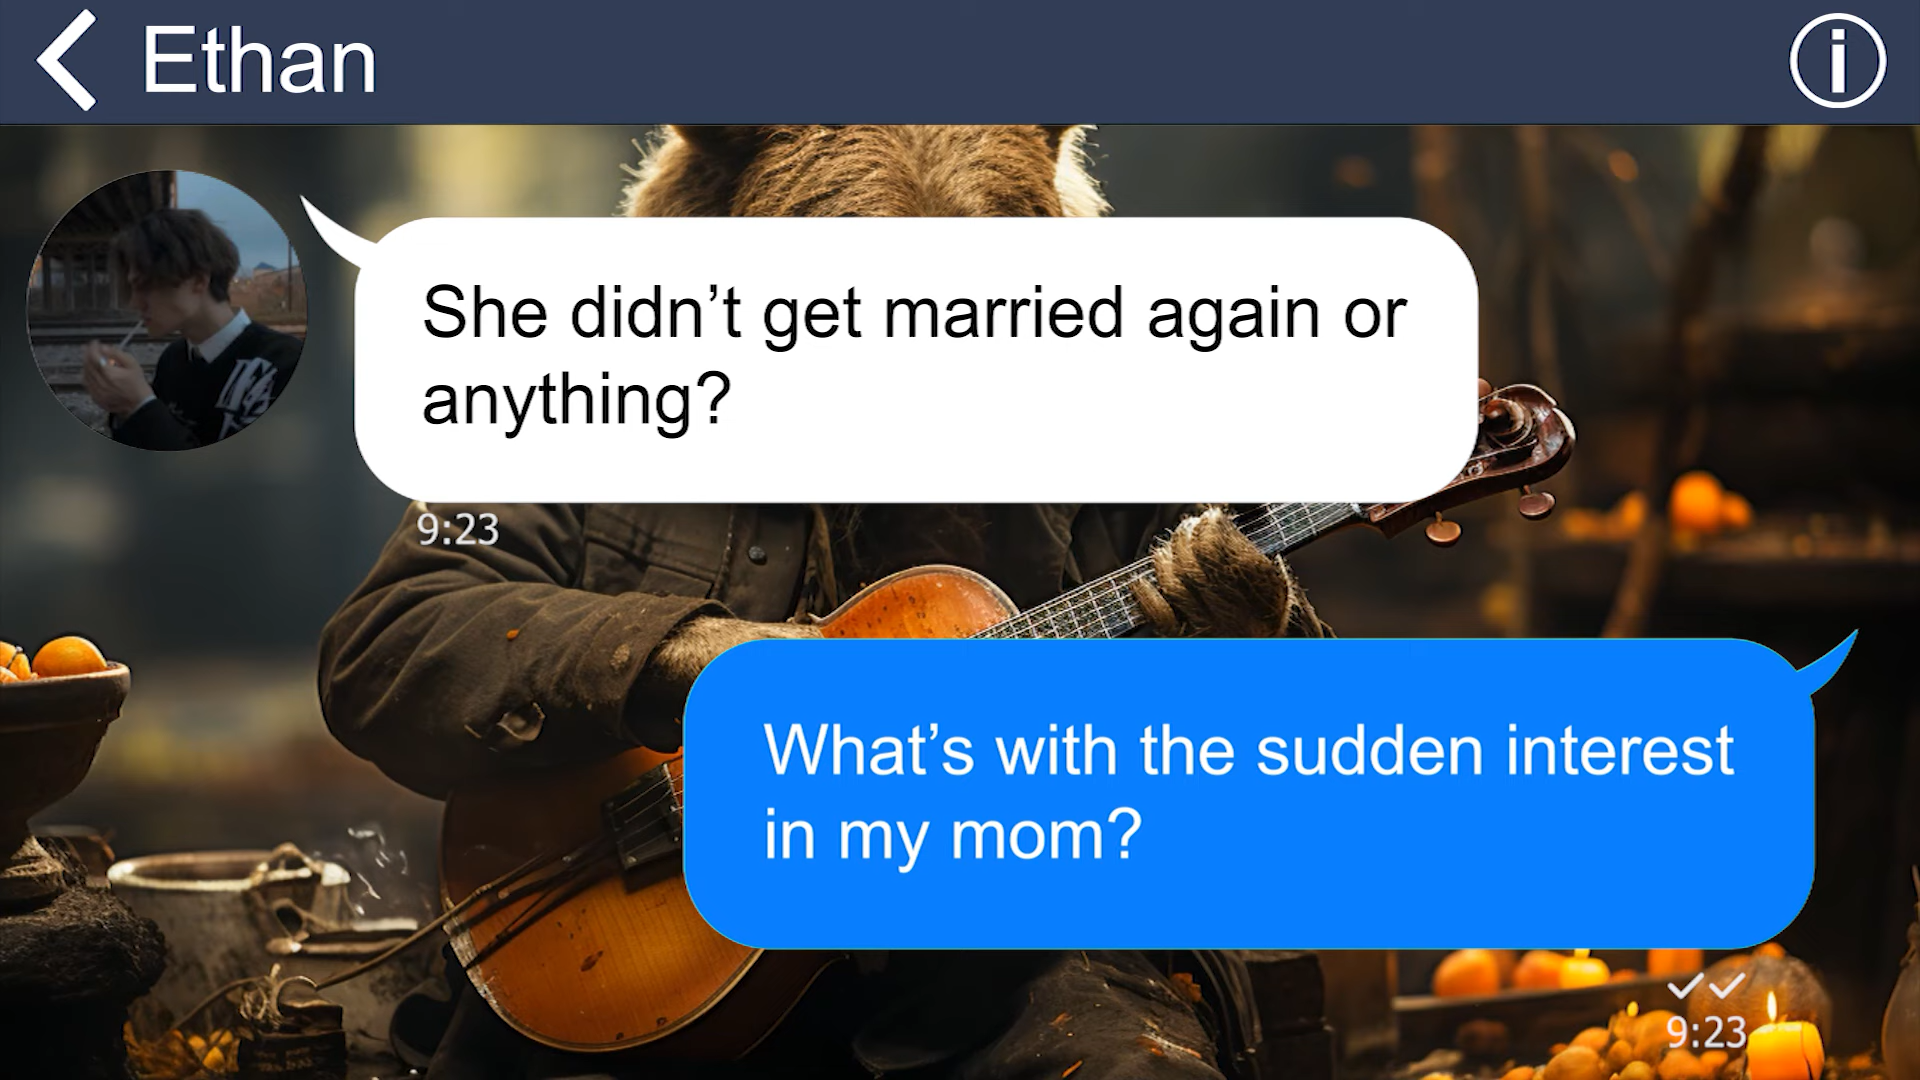 Ethan
She didn’t get married again or
anything?
9:23
What’s with the sudden interest
in my mom?
9:23